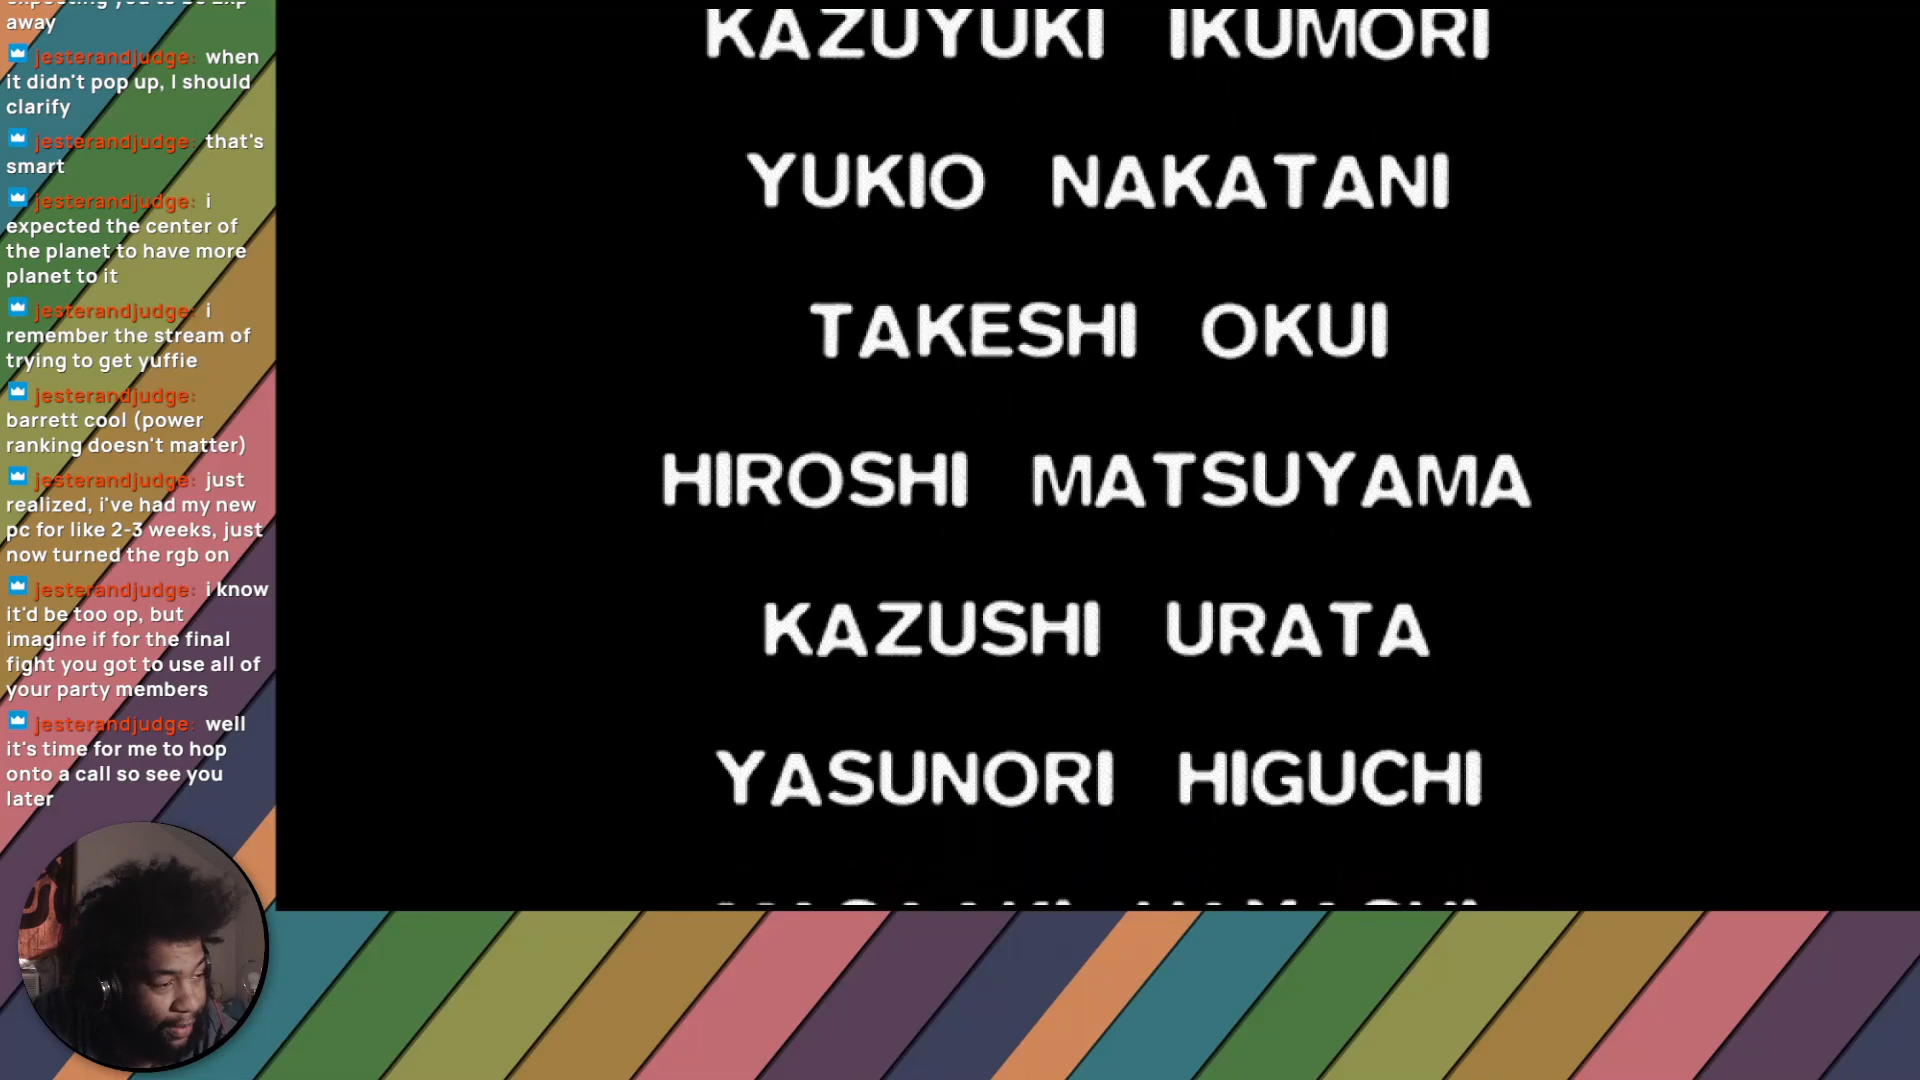 away
jesterandjudge: when
it didn't pop up, I should
clarify
jesterandjudge: that's
smart
jesterandjudge: i
expected the center of
the planet to have more
planet to it
jesterandjudge: i
remember the stream of
trying to get yuffie
jesterandjudge:
barrett cool (power
ranking doesn't matter)
jesterandjudge: just
realized, i've had my new
pc for like 2-3 weeks, just
now turned the rgb on
jesterandjudge: i know
it'd be too op, but
imagine if for the final
fight you got to use all of
your party members
jesterandjudge: well
it's time for me to hop
onto a call so see you
later
KAZUYUKI IKUMORI
YUKIO NAKATANI
TAKESHI OKUI
HIROSHI MATSUYAMA
KAZUSHI URATA
YASUNORI HIGUCHI